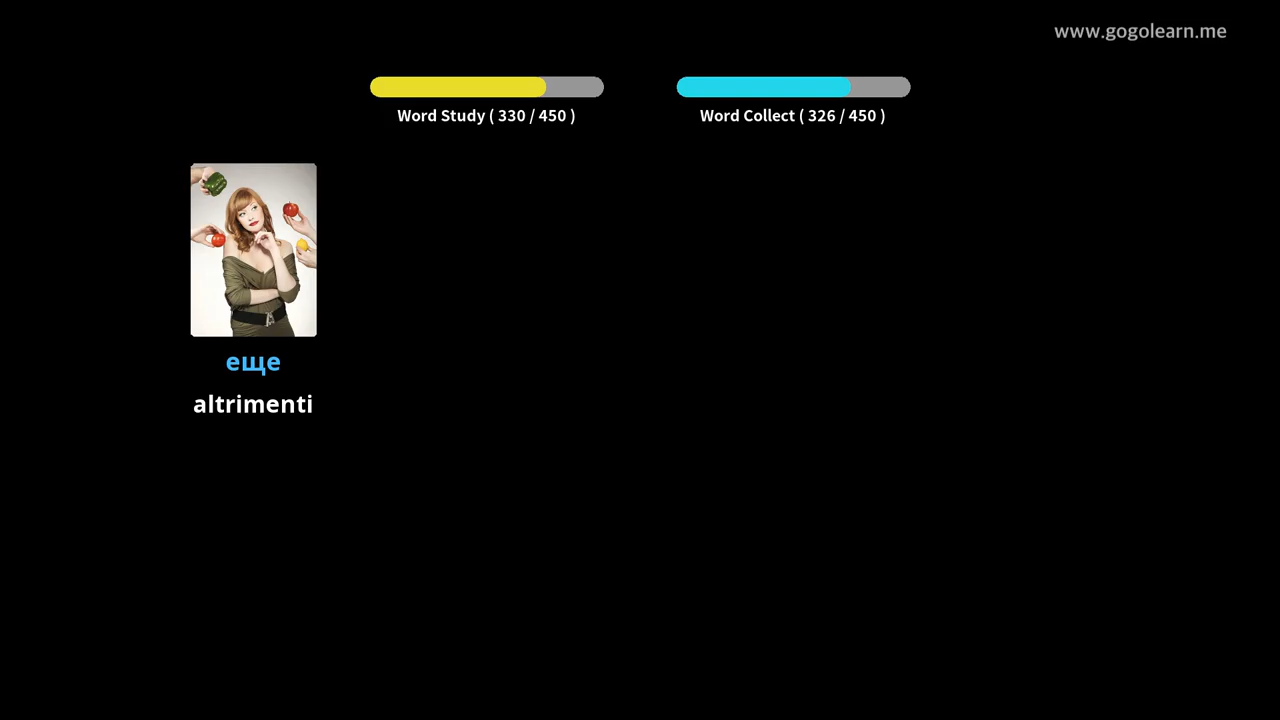 www.gogolearn.me
Word Study ( 330 / 450 )
Word Collect ( 326 / 450 )
еще
altrimenti